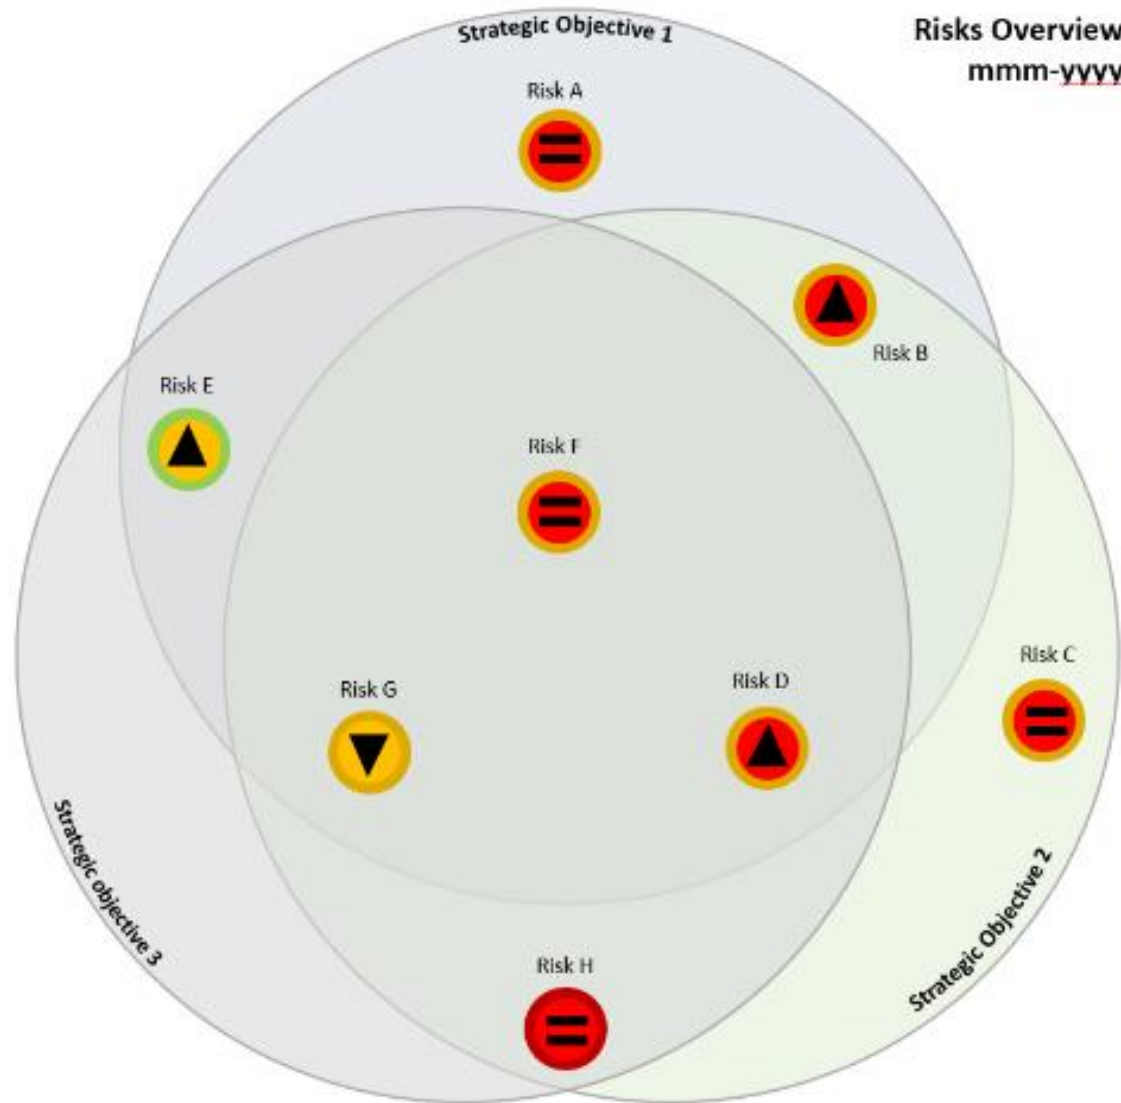 Strategic Objective 1
Risks Overview
mmm-yyyy
Risk A
Risk B
Risk E
Risk F
Risk C
Risk D
Risk G
Strategic objective 3
Strategic Objective 2
Risk H